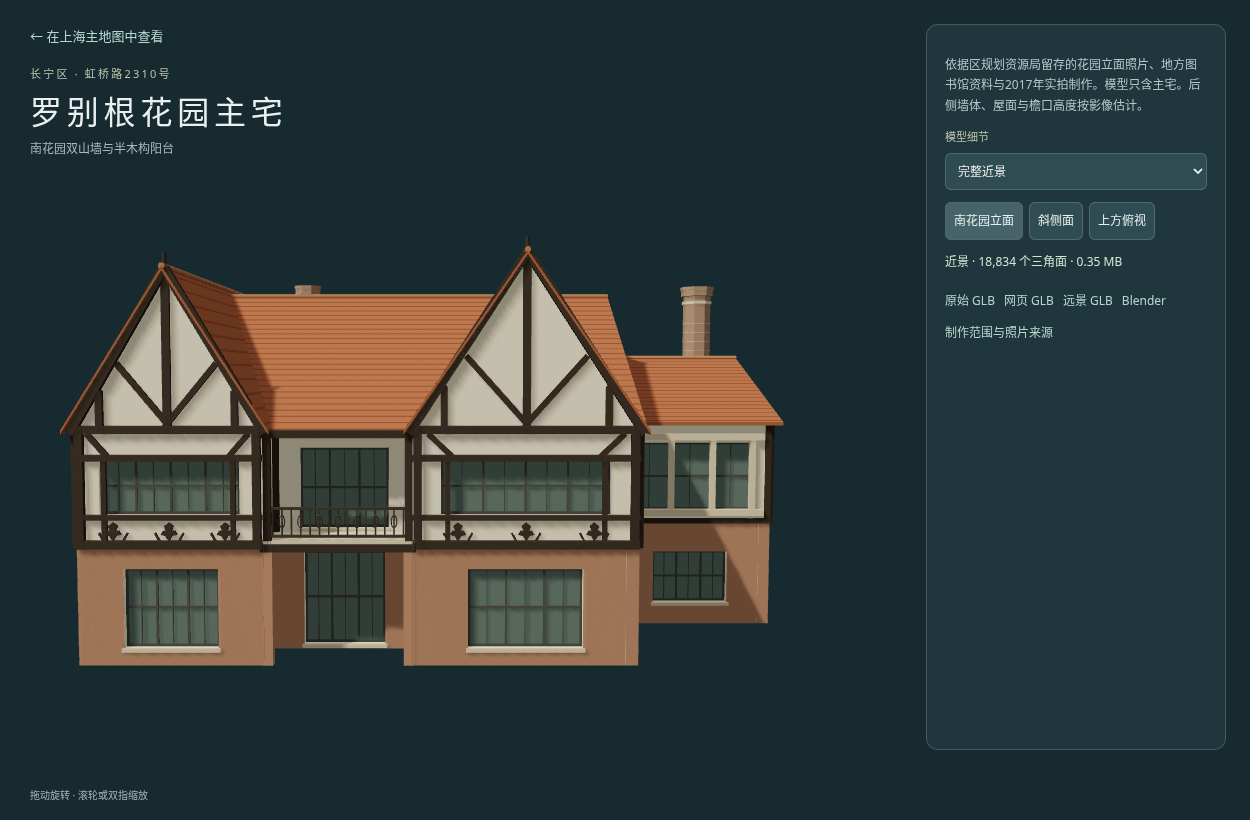 ← 在上海主地图中查看
长宁区 · 虹桥路2310号
罗别根花园主宅
南花园双山墙与半木构阳台
依据区规划资源局留存的花园立面照片、地方图
书馆资料与2017年实拍制作。模型只含主宅。后
侧墙体、屋面与檐口高度按影像估计。
模型细节
完整近景
南花园立面 斜侧面 上方俯视
近景 · 18,834 个三角面 · 0.35 MB
原始 GLB 网页 GLB 远景 GLB Blender
制作范围与照片来源
拖动旋转 · 滚轮或双指缩放